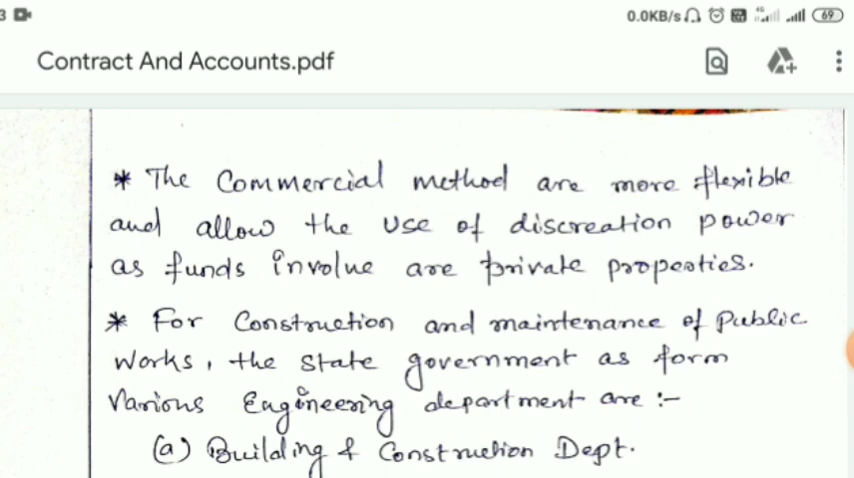 3
0.0KB/s 4G 69
Contract And Accounts.pdf
* The Commercial method are more flexible
and allow the use of discreation power
as funds involve are private properties.
* For Construction and maintenance of Public
Works, the state government as form
Various Engineering department are :-
(a) Building & Construction Dept.